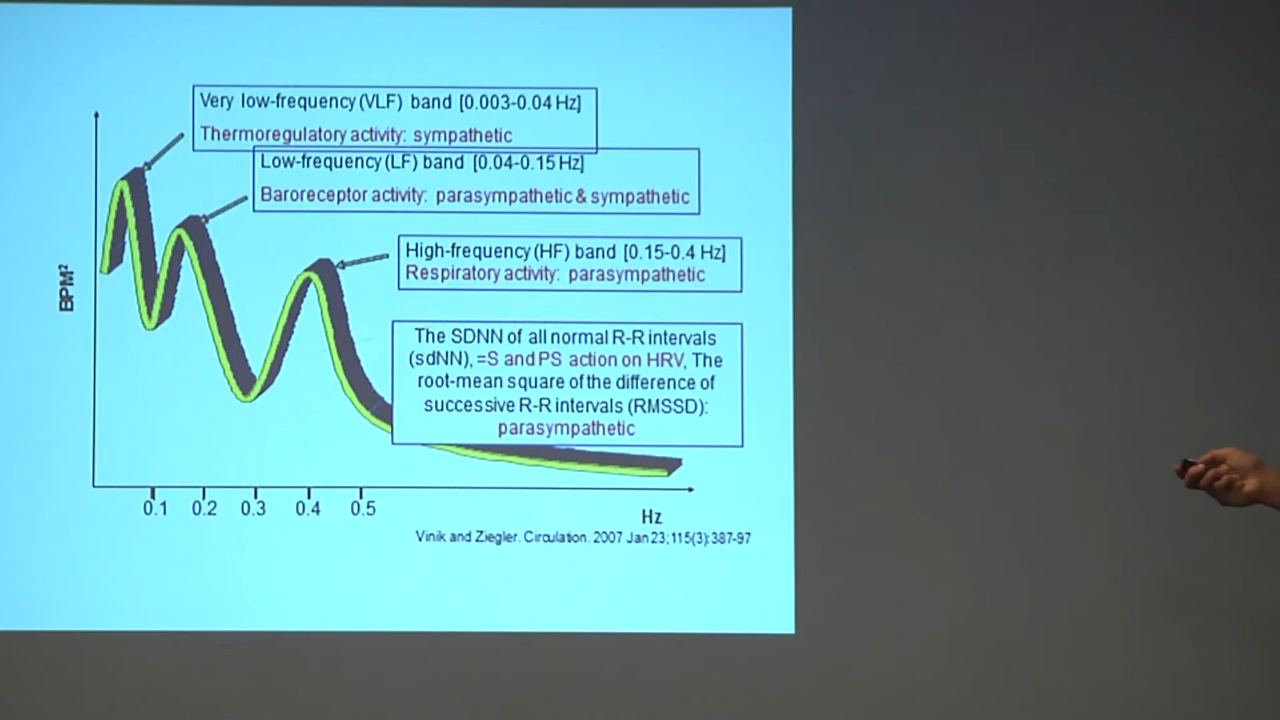 Very low-frequency (VLF) band [0.003-0.04 Hz]
Thermoregulatory activity: sympathetic
Low-frequency (LF) band [0.04-0.15 Hz]
Baroreceptor activity: parasympathetic & sympathetic
High-frequency (HF) band [0.15-0.4 Hz]
Respiratory activity: parasympathetic
The SDNN of all normal R-R intervals
(sdNN), =S and PS action on HRV, The
root-mean square of the difference of
successive R-R intervals (RMSSD):
parasympathetic
BPM²
0.1 0.2 0.3 0.4 0.5
Hz
Vinik and Ziegler. Circulation. 2007 Jan 23;115(3):387-97